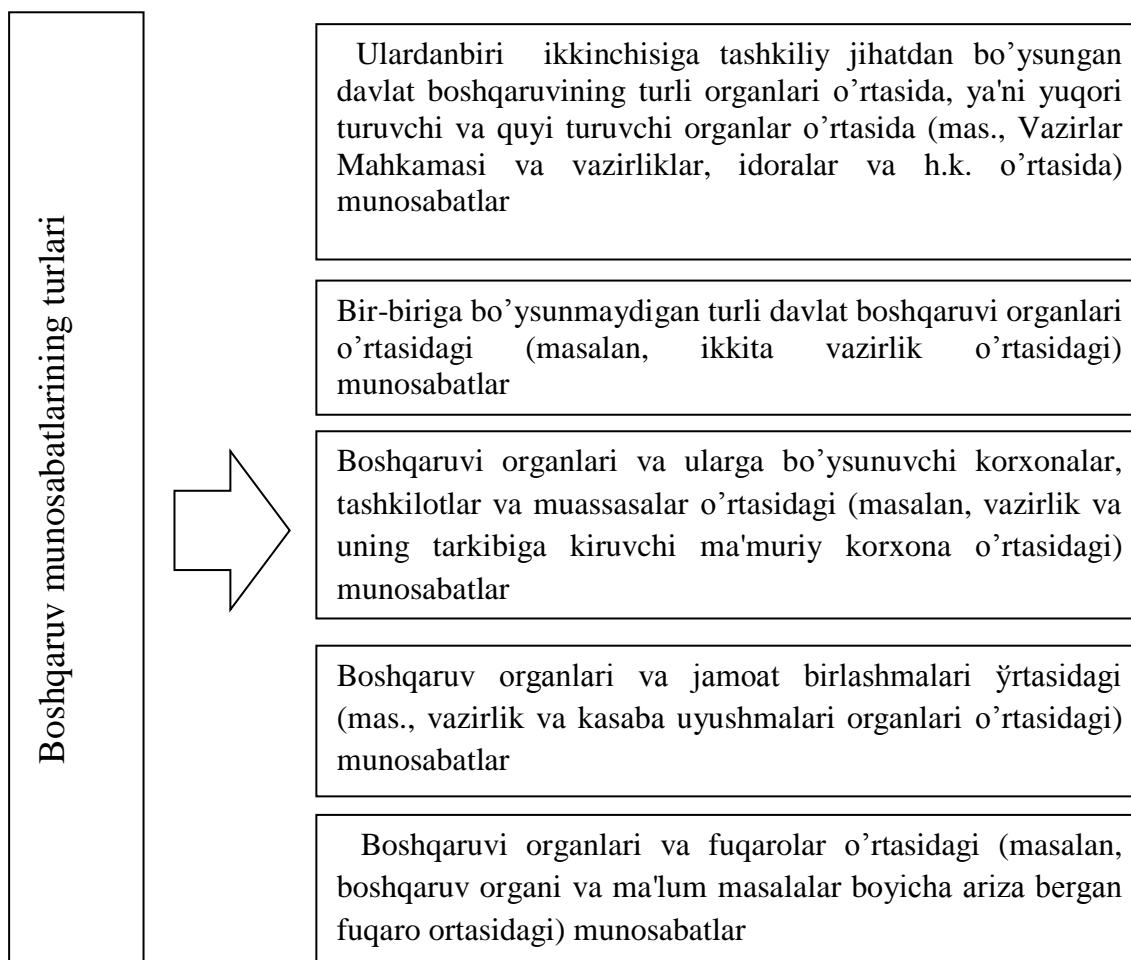 Boshqaruv munosabatlarining turlari
Ulardanbiri ikkinchisiga tashkiliy jihatdan bo’ysungan
davlat boshqaruvining turli organlari o’rtasida, ya'ni yuqori
turuvchi va quyi turuvchi organlar o’rtasida (mas., Vazirlar
Mahkamasi va vazirliklar, idoralar va h.k. o’rtasida)
munosabatlar
Bir-biriga bo’ysunmaydigan turli davlat boshqaruvi organlari
o’rtasidagi (masalan, ikkita vazirlik o’rtasidagi)
munosabatlar
Boshqaruvi organlari va ularga bo’ysunuvchi korxonalar,
tashkilotlar va muassasalar o’rtasidagi (masalan, vazirlik va
uning tarkibiga kiruvchi ma'muriy korxona o’rtasidagi)
munosabatlar
Boshqaruv organlari va jamoat birlashmalari ўrtasidagi
(mas., vazirlik va kasaba uyushmalari organlari o’rtasidagi)
munosabatlar
Boshqaruvi organlari va fuqarolar o’rtasidagi (masalan,
boshqaruv organi va ma'lum masalalar boyicha ariza bergan
fuqaro ortasidagi) munosabatlar